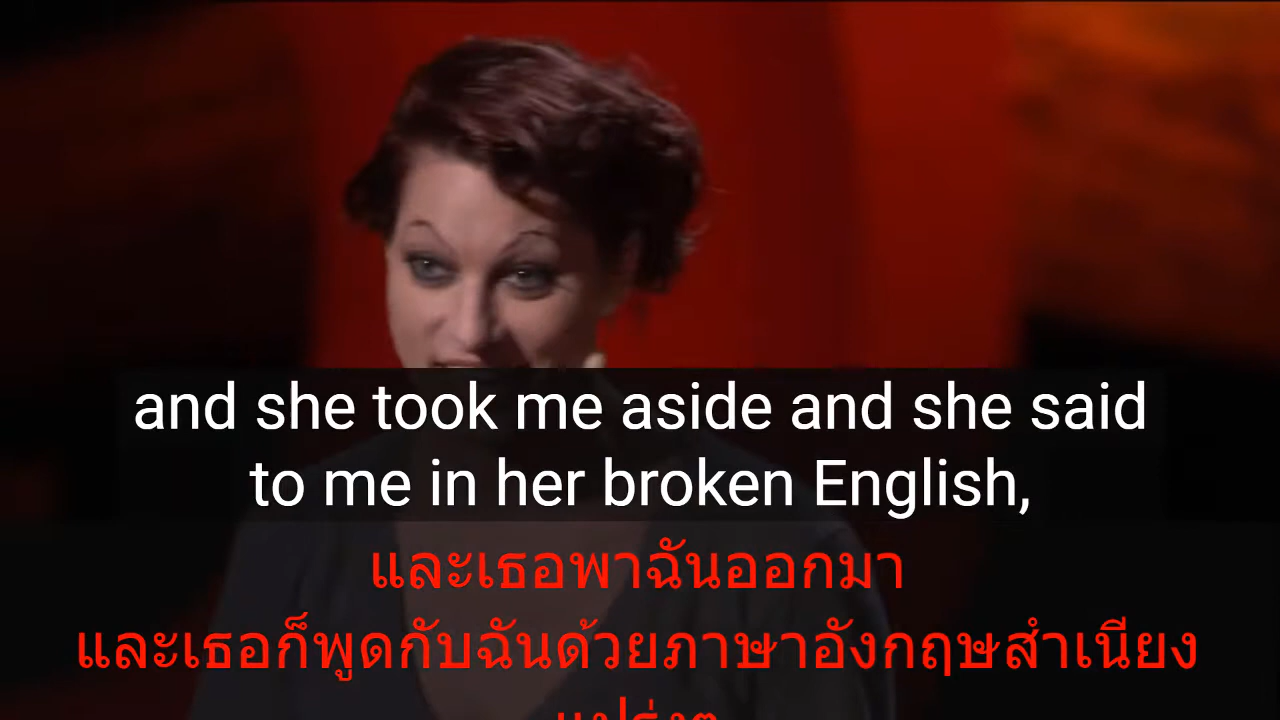 and she took me aside and she said
to me in her broken English,
และเธอพาฉันออกมา
และเธอก็พูดกับฉันด้วยภาษาอังกฤษสำเนียง